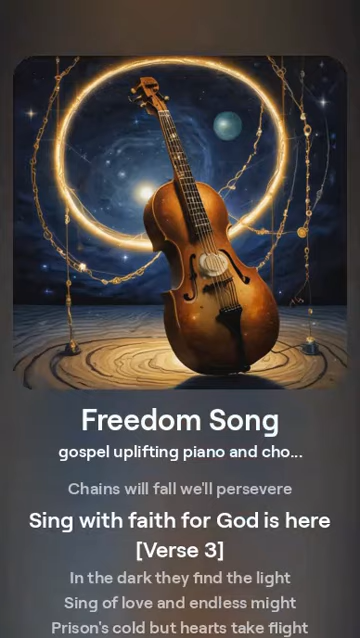 Freedom Song
gospel uplifting piano and cho...
Chains will fall we'll persevere
Sing with faith for God is here
[Verse 3]
In the dark they find the light
Sing of love and endless might
Prison's cold but hearts take flight